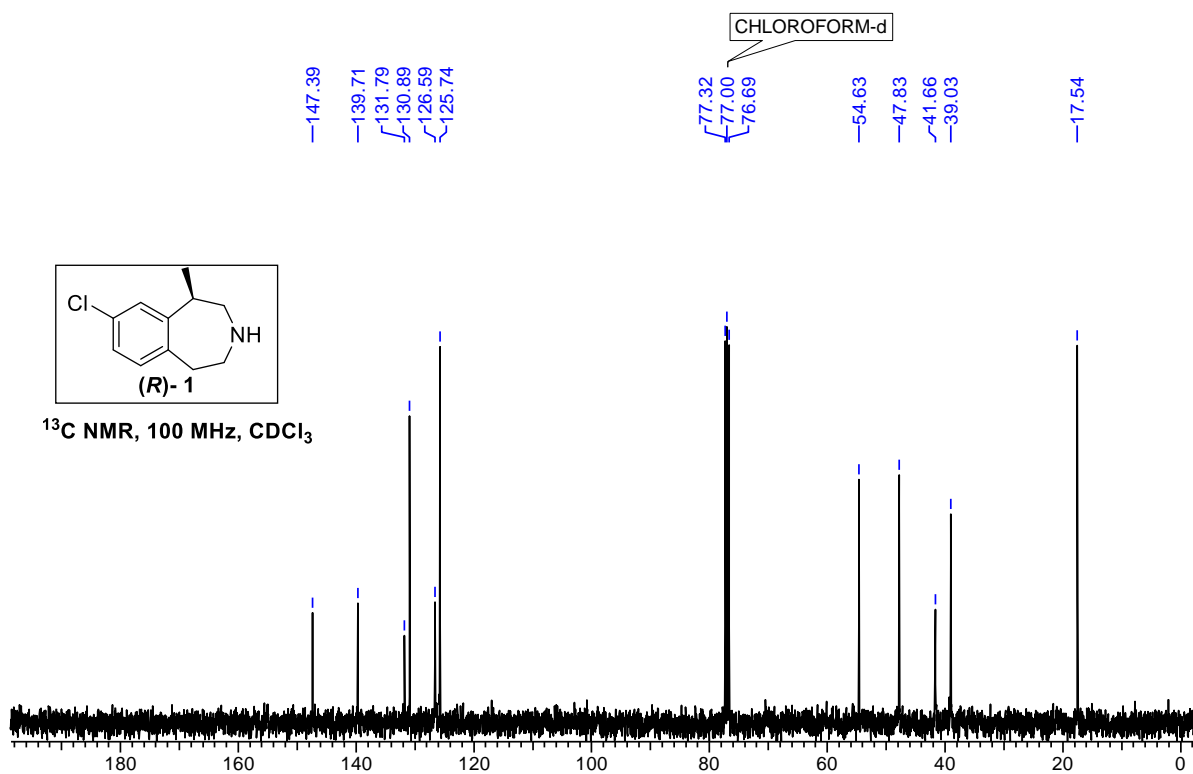 CHLOROFORM-d
147.39
139.71
131.79
130.89
126.59
125.74
77.32
77.00
76.69
54.63
47.83
41.66
39.03
17.54
Cl
NH
(R)- 1
13C NMR, 100 MHz, CDCl3
180 160 140 120 100 80 60 40 20 0